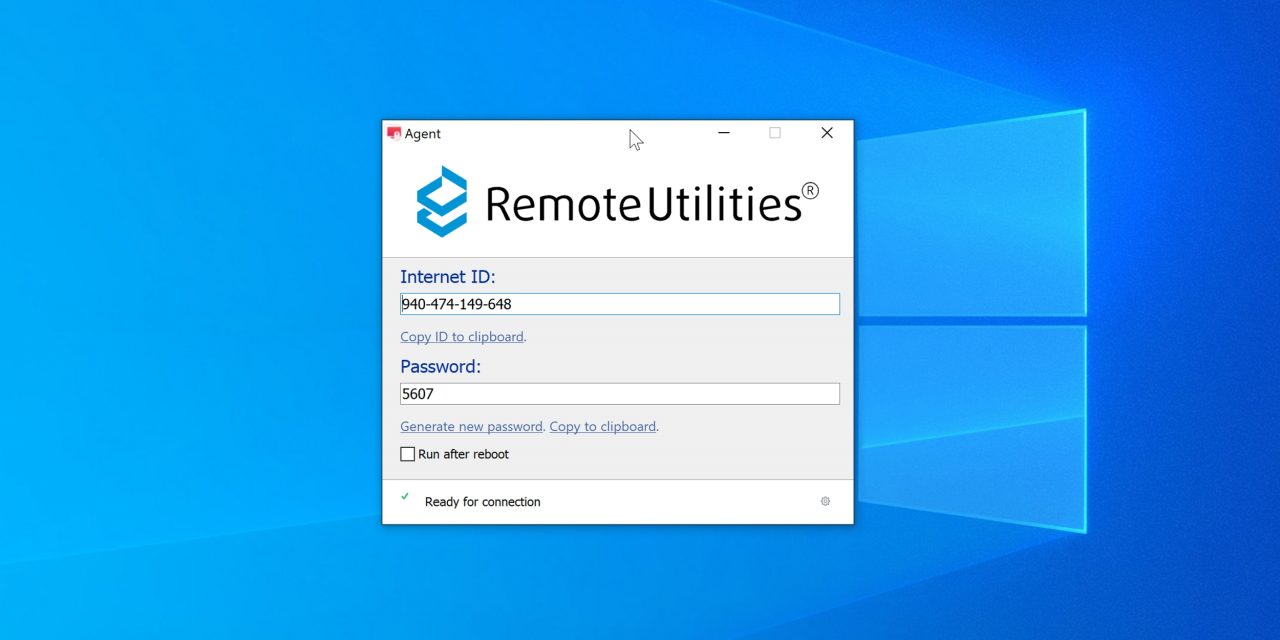 Agent
RemoteUtilities®
Internet ID:
940-474-149-648
Copy ID to clipboard.
Password:
5607
Generate new password. Copy to clipboard.
Run after reboot
Ready for connection